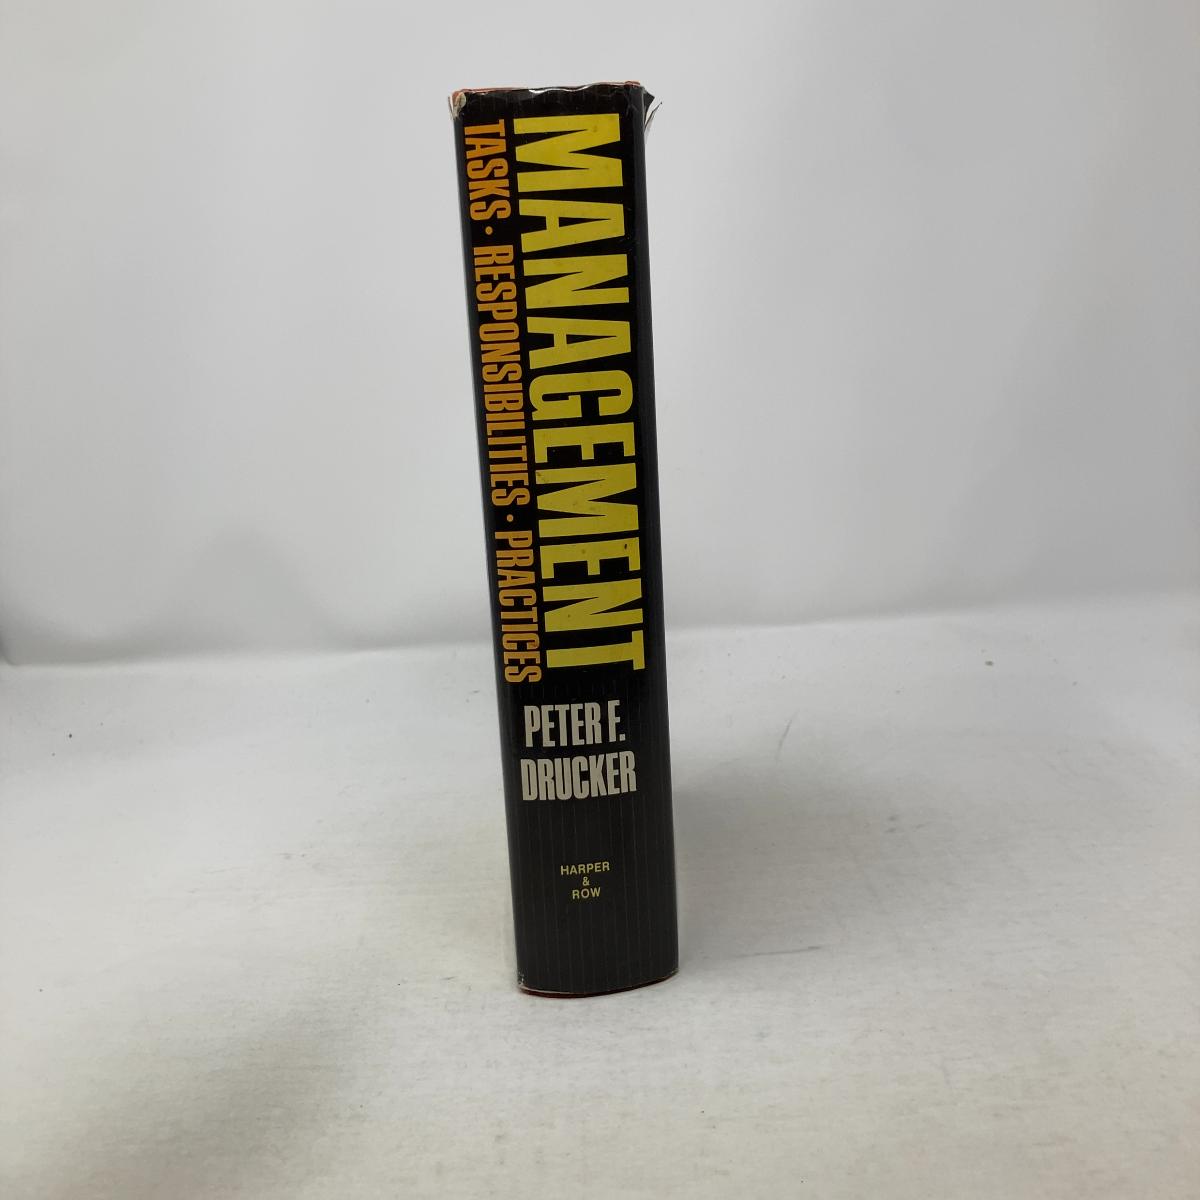 MANAGEMENT
TASKS · RESPONSIBILITIES · PRACTICES
PETER F.
DRUCKER
HARPER
&
ROW